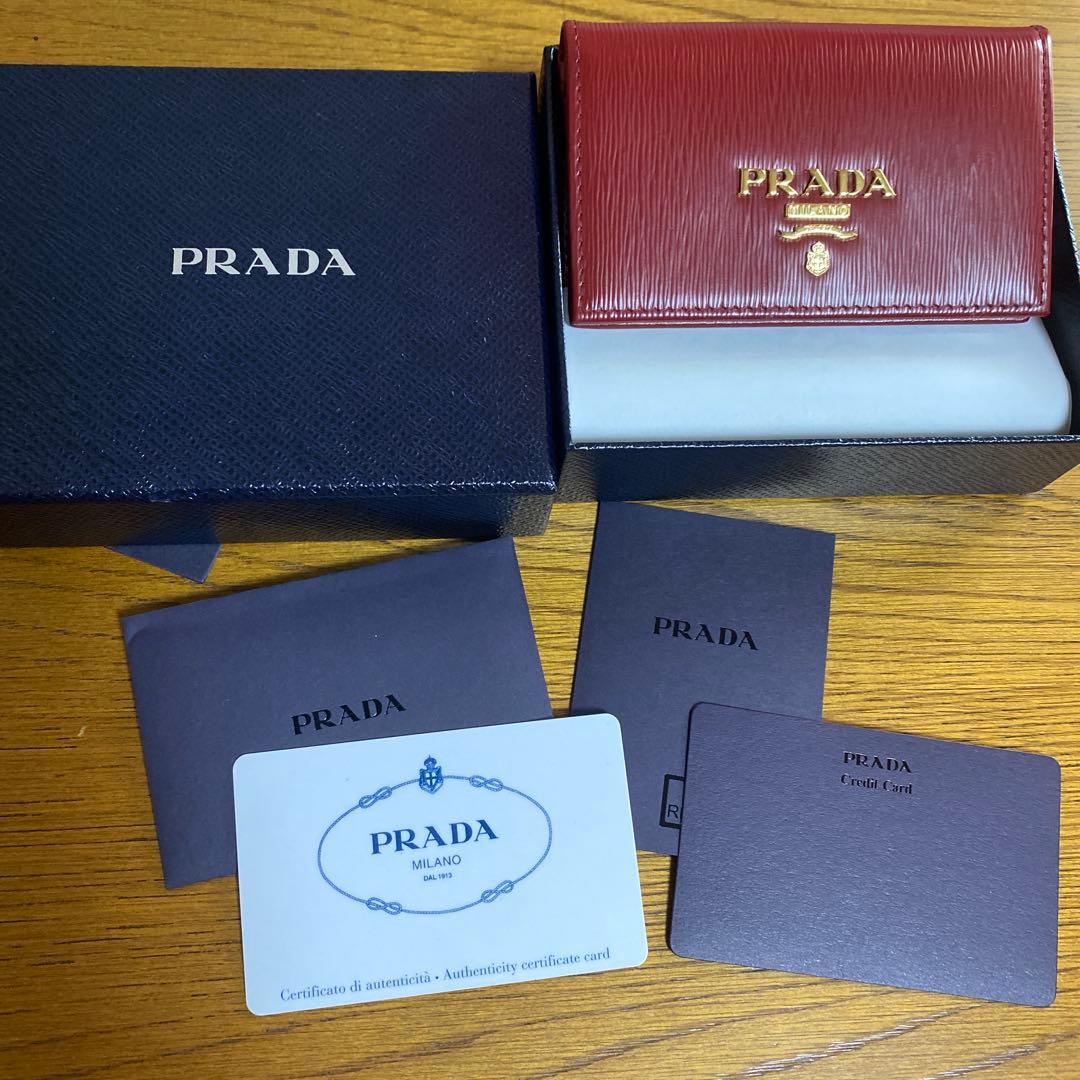 PRADA
PRADA
MILANO
PRADA
PRADA
PRADA
MILANO
DAL 1913
Certificato di autenticità • Authenticity certificate card
R
PRADA
Credit Card